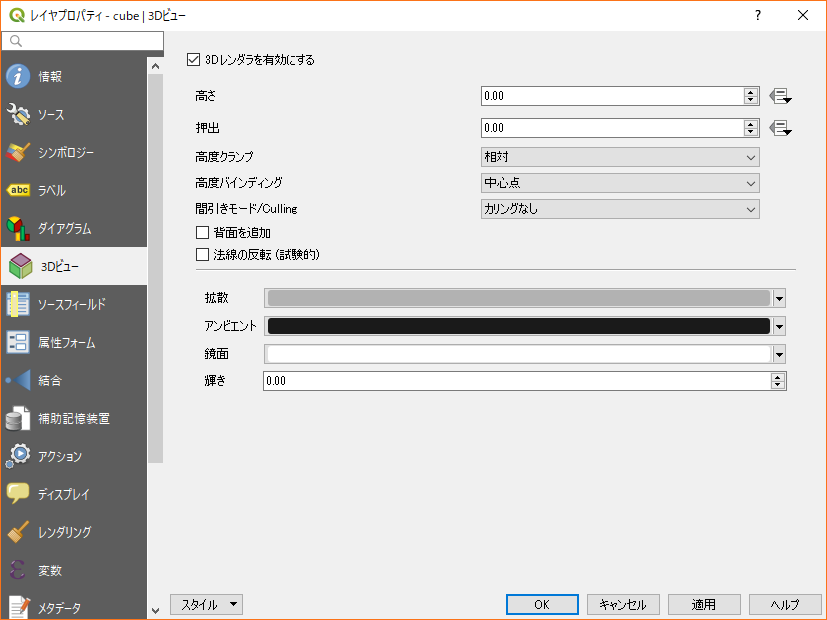 レイヤプロパティ - cube | 3Dビュー
?
情報
ソース
シンボロジー
abc
ラベル
ダイアグラム
3Dビュー
ソースフィールド
属性フォーム
結合
補助記憶装置
アクション
ディスプレイ
レンダリング
変数
メタデータ
3Dレンダラを有効にする
高さ
0.00
押出
0.00
高度クランプ
相対
高度バインディング
中心点
間引きモード/Culling
カリングなし
背面を追加
法線の反転 (試験的)
拡散
アンビエント
鏡面
輝き
0.00
スタイル
OK
キャンセル
適用
ヘルプ